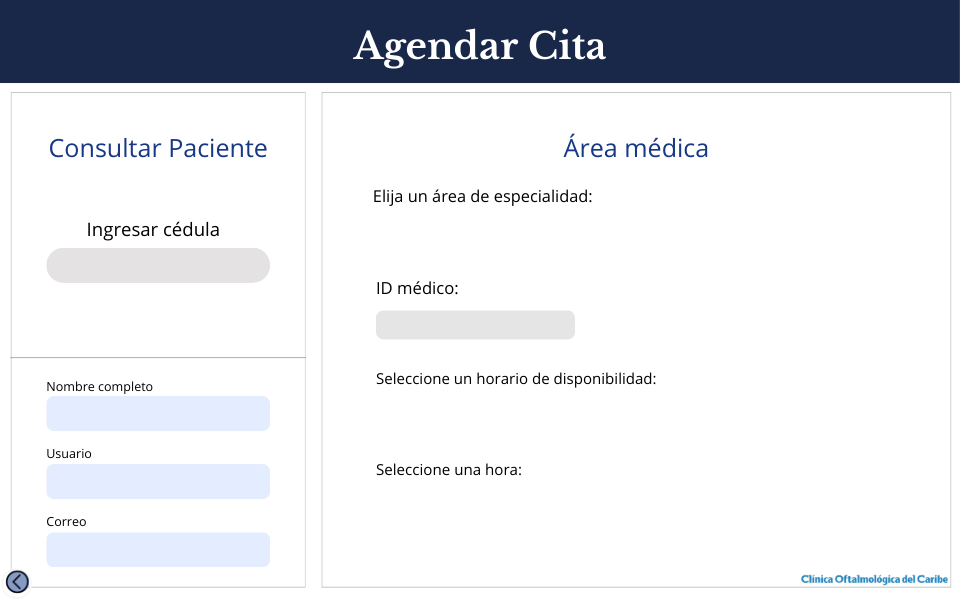 Agendar Cita
Consultar Paciente
Ingresar cédula
Nombre completo
Usuario
Correo
Área médica
Elija un área de especialidad:
ID médico:
Seleccione un horario de disponibilidad:
Seleccione una hora:
Clínica Oftalmológica del Caribe